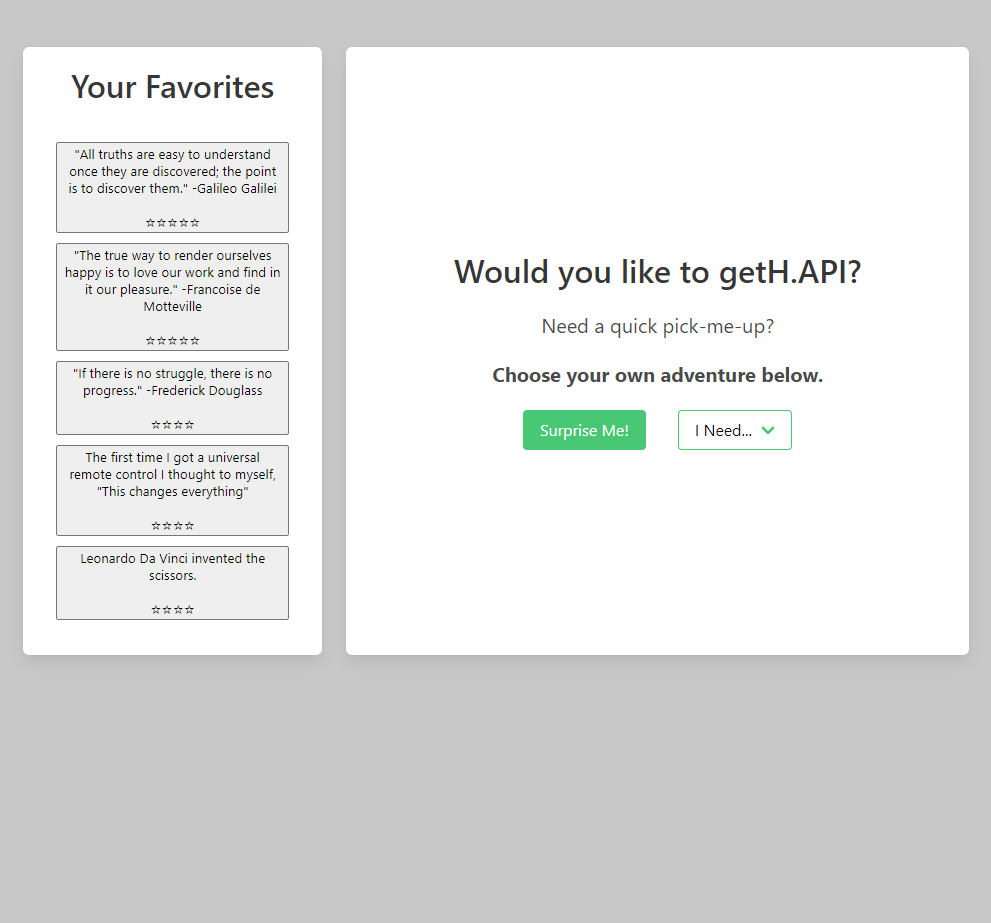 Your Favorites
"All truths are easy to understand
once they are discovered; the point
is to discover them." -Galileo Galilei
☆☆☆☆☆
"The true way to render ourselves
happy is to love our work and find in
it our pleasure." -Francoise de
Motteville
☆☆☆☆☆
"If there is no struggle, there is no
progress." -Frederick Douglass
☆☆☆☆
The first time I got a universal
remote control I thought to myself,
"This changes everything"
☆☆☆☆
Leonardo Da Vinci invented the
scissors.
☆☆☆☆
Would you like to getH.API?
Need a quick pick-me-up?
Choose your own adventure below.
Surprise Me!
I Need...